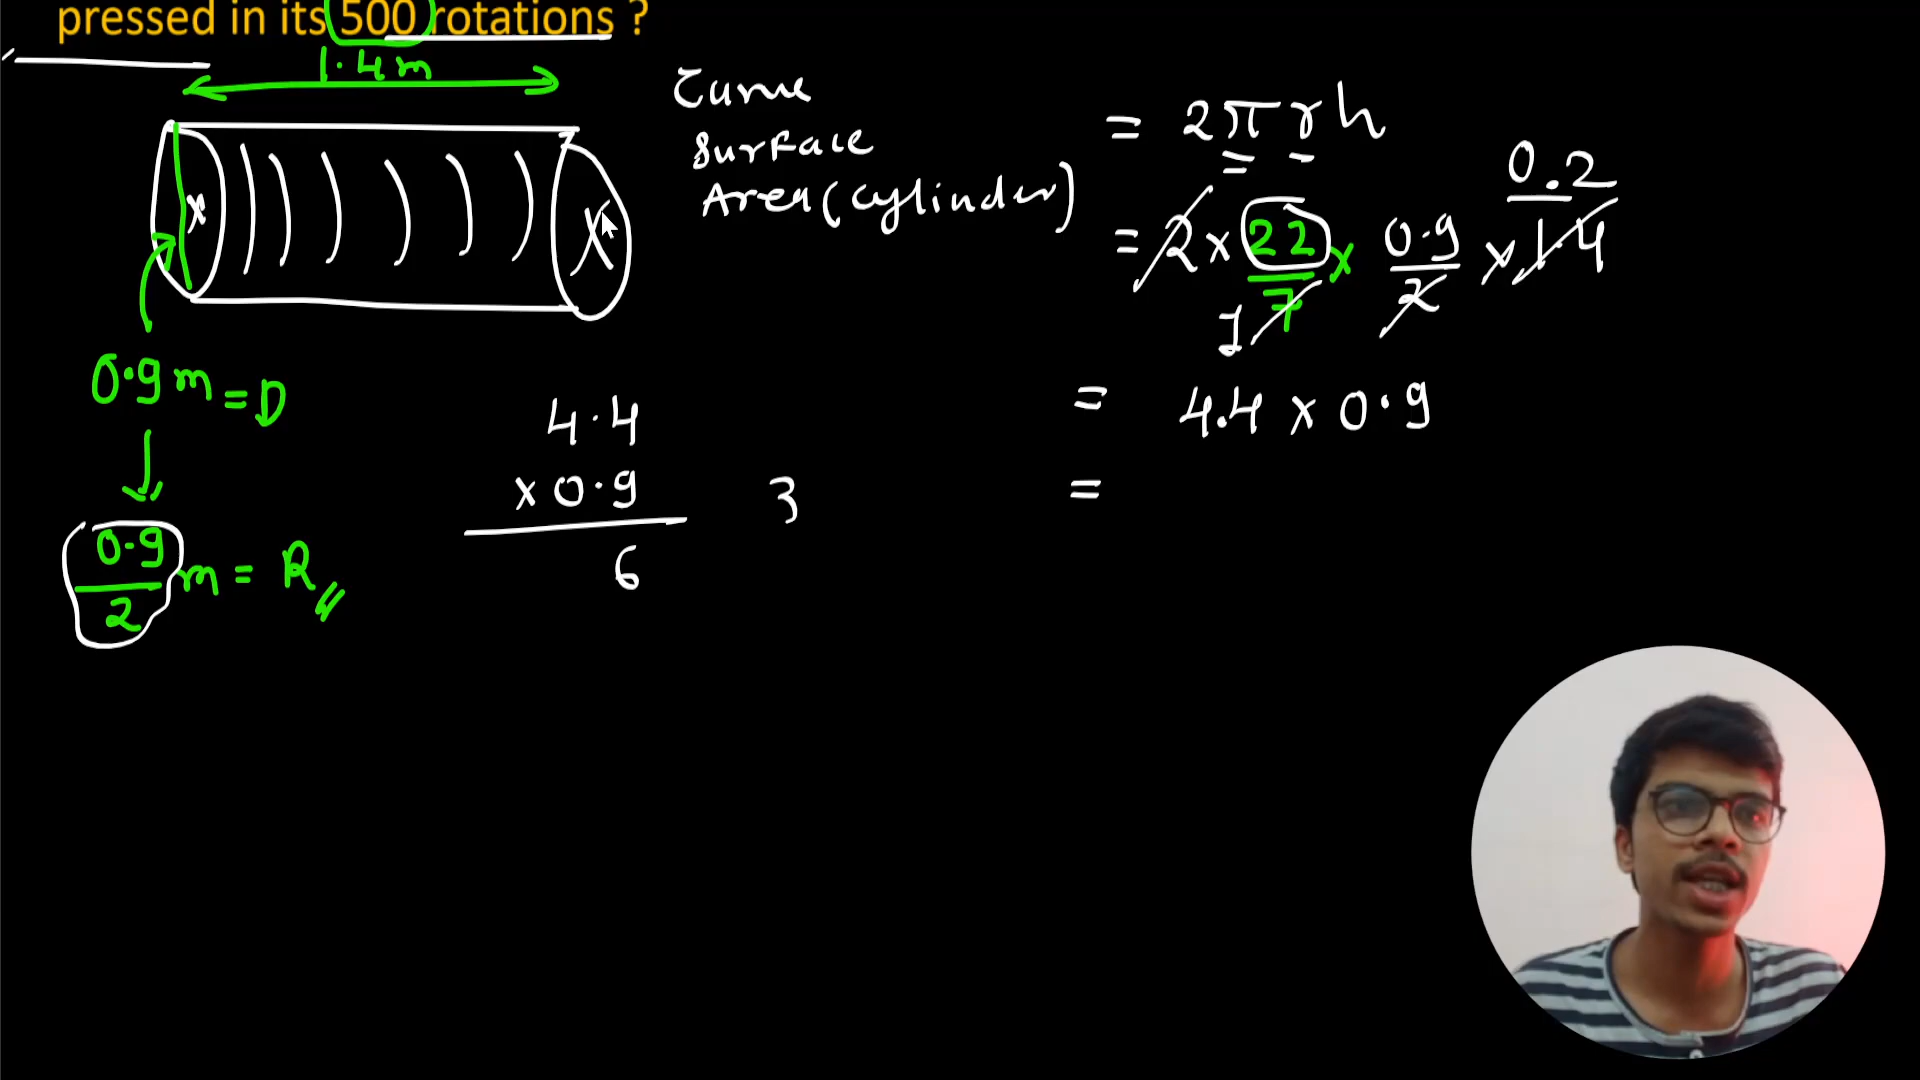 pressed in its 500 rotations ?
1.4m
Curve
Surface
Area (cylinder)
= 2πrh
0.2
= 2 x 22/7 x 0.9/2 x 1.4
1
x
x
0.9m = D
= 4.4 x 0.9
4.4
x 0.9
3
=
6
0.9/2 m = R